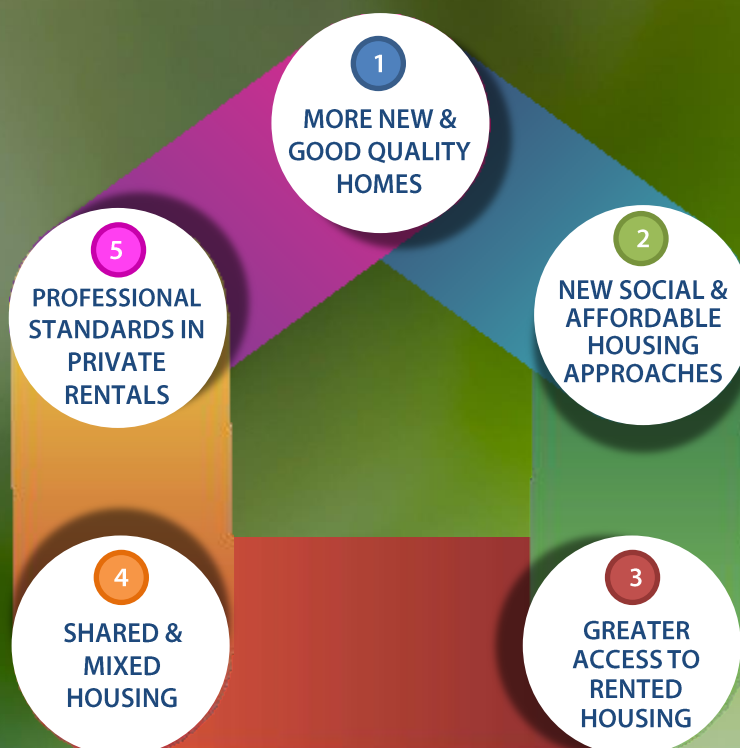 1
MORE NEW &
GOOD QUALITY
HOMES
2
NEW SOCIAL &
AFFORDABLE
HOUSING
APPROACHES
3
GREATER
ACCESS TO
RENTED
HOUSING
4
SHARED &
MIXED
HOUSING
5
PROFESSIONAL
STANDARDS IN
PRIVATE
RENTALS